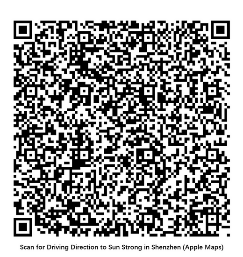 Scan for Driving Direction to Sun Strong in Shenzhen (Apple Maps)